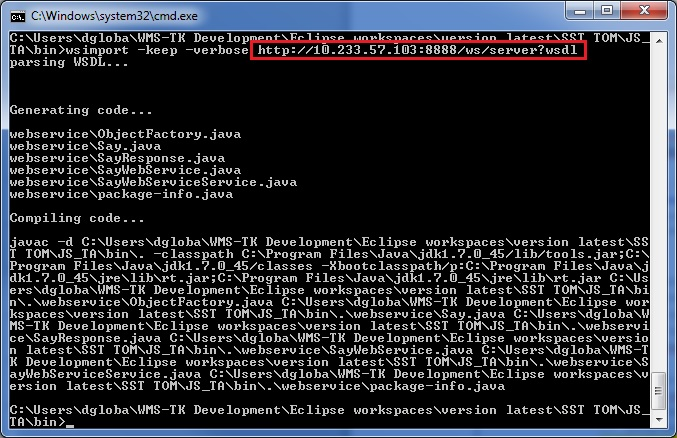 C:\Windows\system32\cmd.exe
C:\Users\dgloba\WMS-TK Development\Eclipse workspaces\version latest\SST TOM\JS_
TA\bin>wsimport -keep -verbose http://10.233.57.103:8888/ws/server?wsdl
parsing WSDL...
Generating code...
webservice\ObjectFactory.java
webservice\Say.java
webservice\SayResponse.java
webservice\SayWebService.java
webservice\SayWebServiceService.java
webservice\package-info.java
Compiling code...
javac -d C:\Users\dgloba\WMS-TK Development\Eclipse workspaces\version latest\SS
T TOM\JS_TA\bin\. -classpath C:\Program Files\Java\jdk1.7.0_45/lib/tools.jar;C:\
Program Files\Java\jdk1.7.0_45/classes -Xbootclasspath/p:C:\Program Files\Java\j
dk1.7.0_45\jre\lib\rt.jar;C:\Program Files\Java\jdk1.7.0_45\jre\lib\rt.jar C:\Us
ers\dgloba\WMS-TK Development\Eclipse workspaces\version latest\SST TOM\JS_TA\bi
n\.\webservice\ObjectFactory.java C:\Users\dgloba\WMS-TK Development\Eclipse wor
kspaces\version latest\SST TOM\JS_TA\bin\.\webservice\Say.java C:\Users\dgloba\W
MS-TK Development\Eclipse workspaces\version latest\SST TOM\JS_TA\bin\.\webservi
ce\SayResponse.java C:\Users\dgloba\WMS-TK Development\Eclipse workspaces\versio
n latest\SST TOM\JS_TA\bin\.\webservice\SayWebService.java C:\Users\dgloba\WMS-T
K Development\Eclipse workspaces\version latest\SST TOM\JS_TA\bin\.\webservice\S
ayWebServiceService.java C:\Users\dgloba\WMS-TK Development\Eclipse workspaces\v
ersion latest\SST TOM\JS_TA\bin\.\webservice\package-info.java
C:\Users\dgloba\WMS-TK Development\Eclipse workspaces\version latest\SST TOM\JS_
TA\bin>_